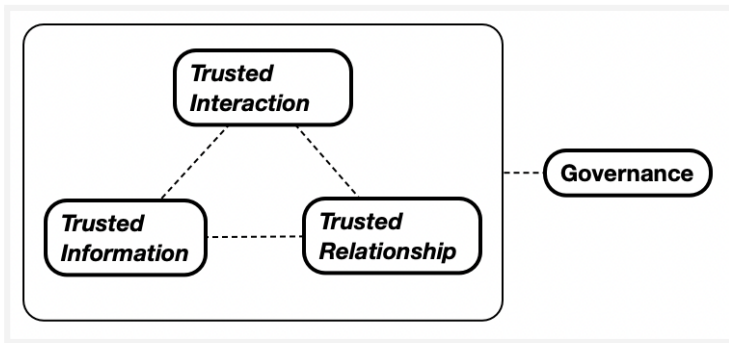 Trusted
Interaction
Governance
Trusted
Information
Trusted
Relationship